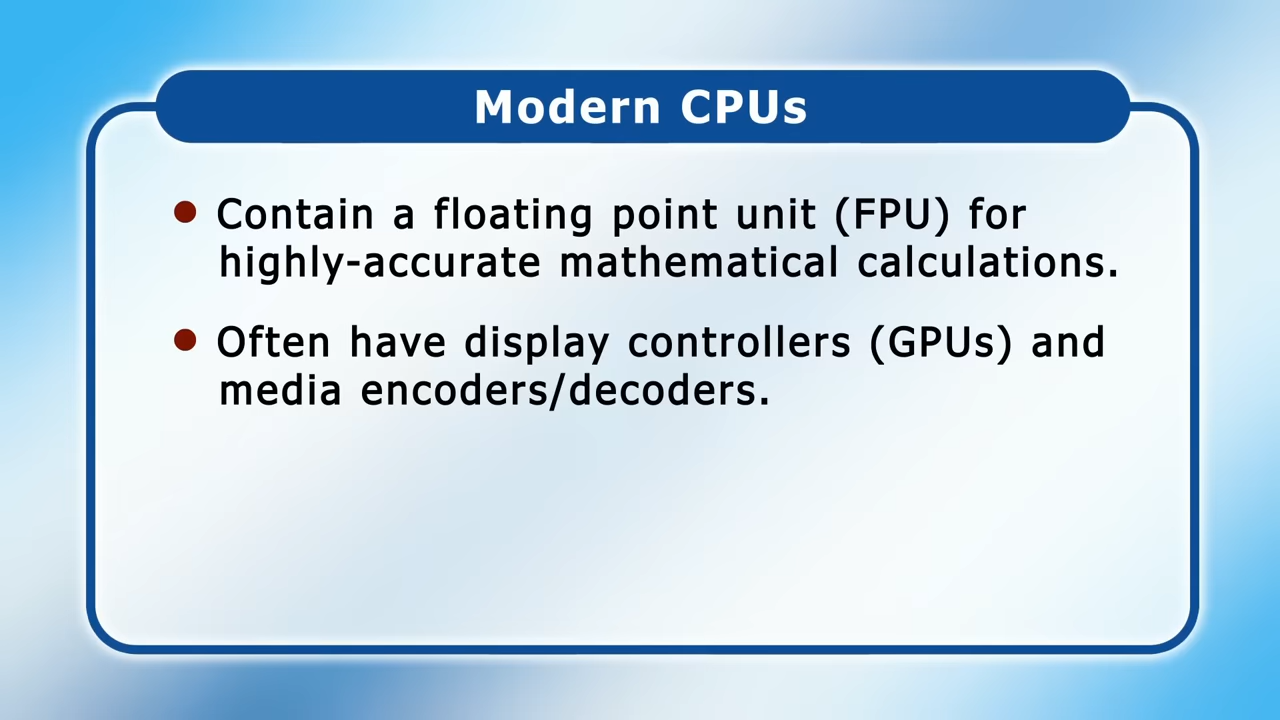 Modern CPUs
• Contain a floating point unit (FPU) for
highly-accurate mathematical calculations.
• Often have display controllers (GPUs) and
media encoders/decoders.